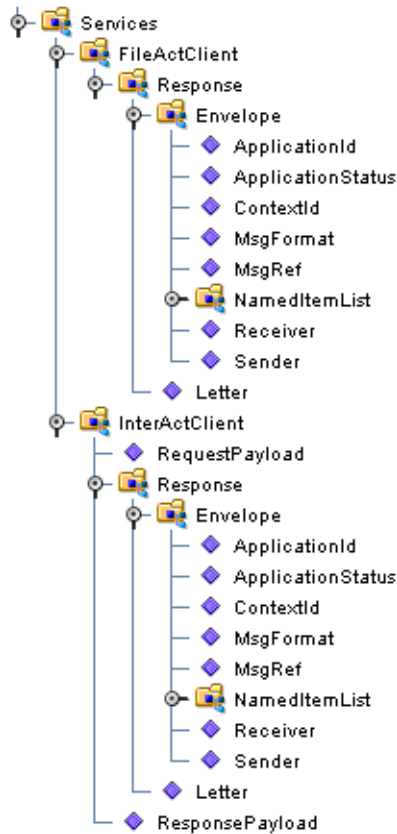 Services
FileActClient
Response
Envelope
ApplicationId
ApplicationStatus
ContextId
MsgFormat
MsgRef
NamedItemList
Receiver
Sender
Letter
InterActClient
RequestPayload
Response
Envelope
ApplicationId
ApplicationStatus
ContextId
MsgFormat
MsgRef
NamedItemList
Receiver
Sender
Letter
ResponsePayload